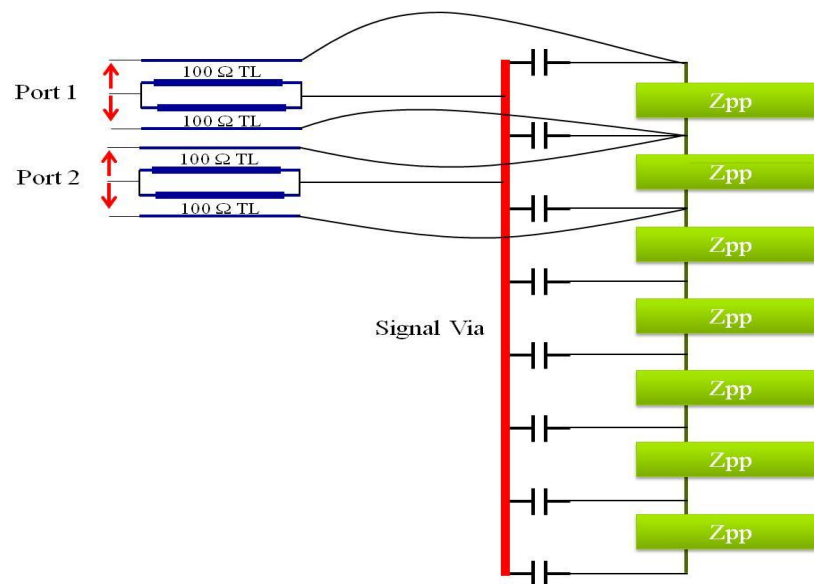 100 Ω TL
Port 1
100 Ω TL
100 Ω TL
Port 2
100 Ω TL
Signal Via
Zpp
Zpp
Zpp
Zpp
Zpp
Zpp
Zpp